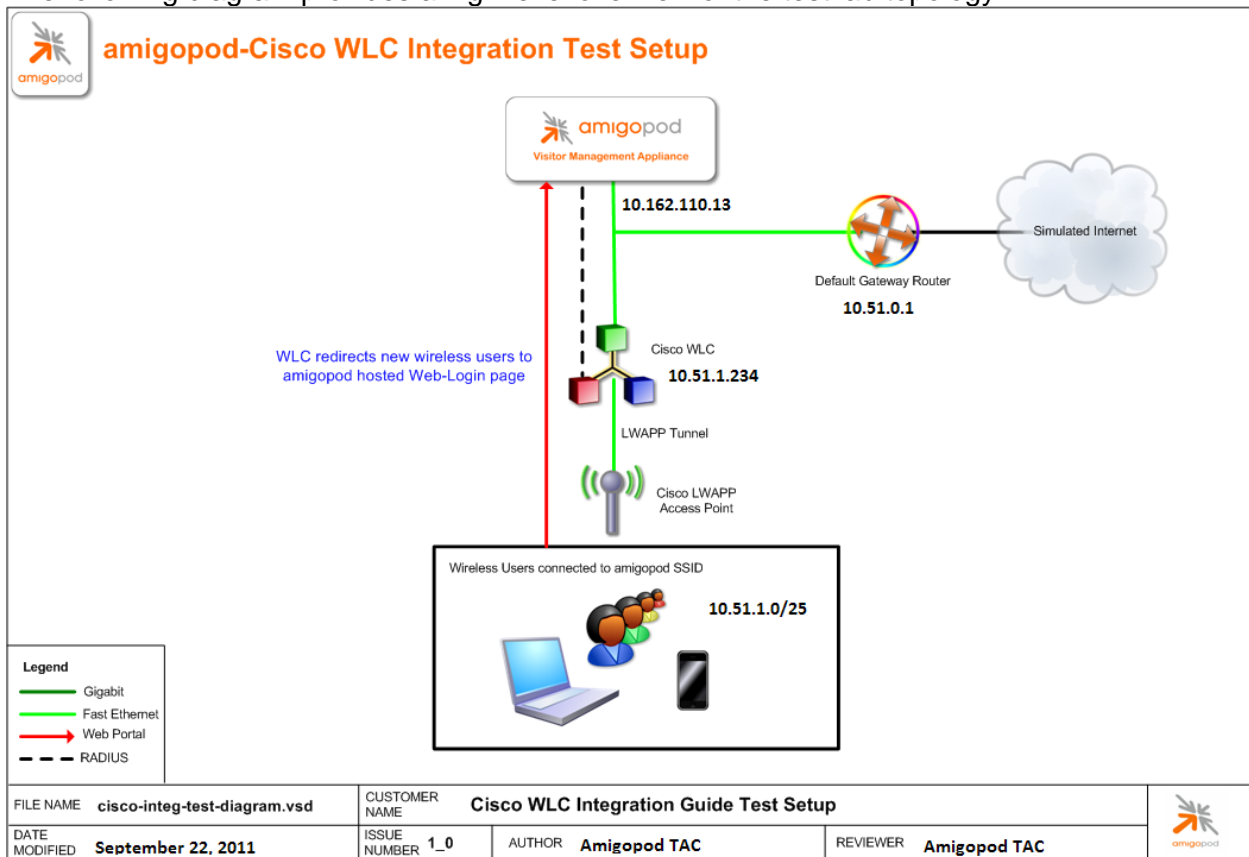 amigopod-Cisco WLC Integration Test Setup
amigopod
amigopod
Visitor Management Appliance
10.162.110.13
Simulated Internet
Default Gateway Router
10.51.0.1
WLC redirects new wireless users to
amigopod hosted Web-Login page
Cisco WLC
10.51.1.234
LWAPP Tunnel
Cisco LWAPP
Access Point
Wireless Users connected to amigopod SSID
10.51.1.0/25
Legend
Gigabit
Fast Ethernet
Web Portal
RADIUS
FILE NAME cisco-integ-test-diagram.vsd
CUSTOMER
NAME
Cisco WLC Integration Guide Test Setup
DATE
MODIFIED
September 22, 2011
ISSUE
NUMBER
1_0
AUTHOR Amigopod TAC
REVIEWER Amigopod TAC
amigopod